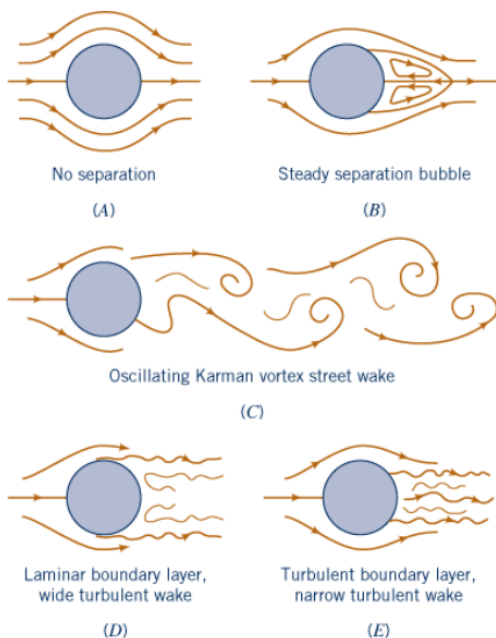 No separation
Steady separation bubble
(A)
(B)
Oscillating Karman vortex street wake
(C)
Laminar boundary layer,
wide turbulent wake
Turbulent boundary layer,
narrow turbulent wake
(D)
(E)